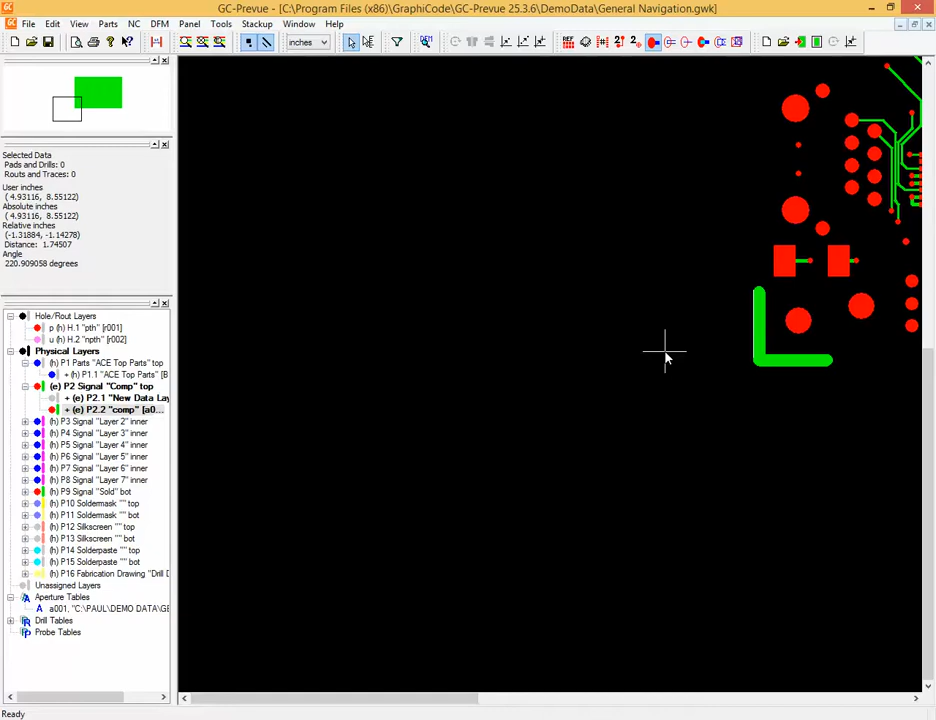 GC-Prevue - [C:\Program Files (x86)\GraphiCode\GC-Prevue 25.3.6\DemoData\General Navigation.gwk]
File Edit View Parts NC DFM Panel Tools Stackup Window Help
inches
REF
Selected Data
Pads and Drills: 0
Routs and Traces: 0
User inches
( 4.93116, 8.55122)
Absolute inches
( 4.93116, 8.55122)
Relative inches
(-1.31884, -1.14278)
Distance: 1.74507
Angle
220.909058 degrees
Hole/Rout Layers
p (h) H.1 "pth" [r001]
u (h) H.2 "npth" [r002]
Physical Layers
(h) P1 Parts "ACE Top Parts" top
+ (h) P1.1 "ACE Top Parts" [B
(e) P2 Signal "Comp" top
+ (e) P2.1 "New Data Lay
+ (e) P2.2 "comp" [a0...
(h) P3 Signal "Layer 2" inner
(h) P4 Signal "Layer 3" inner
(h) P5 Signal "Layer 4" inner
(h) P6 Signal "Layer 5" inner
(h) P7 Signal "Layer 6" inner
(h) P8 Signal "Layer 7" inner
(h) P9 Signal "Sold" bot
(h) P10 Soldermask "" top
(h) P11 Soldermask "" bot
(h) P12 Silkscreen "" top
(h) P13 Silkscreen "" bot
(h) P14 Solderpaste "" top
(h) P15 Solderpaste "" bot
(h) P16 Fabrication Drawing "Drill D
Unassigned Layers
Aperture Tables
A a001, "C:\PAUL\DEMO DATA\GE
Drill Tables
Probe Tables
Ready